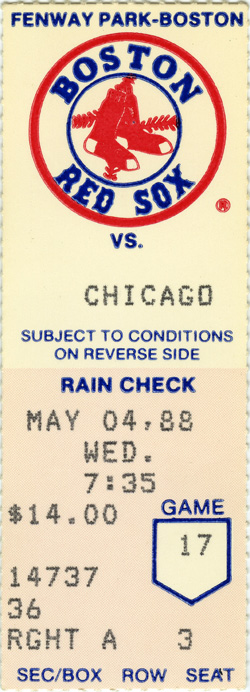 FENWAY PARK-BOSTON
BOSTON
RED SOX
®
VS.
CHICAGO
SUBJECT TO CONDITIONS
ON REVERSE SIDE
RAIN CHECK
MAY 04,88
WED.
7:35
$14.00
GAME
17
14737
36
RGHT A 3
SEC/BOX ROW SEAT